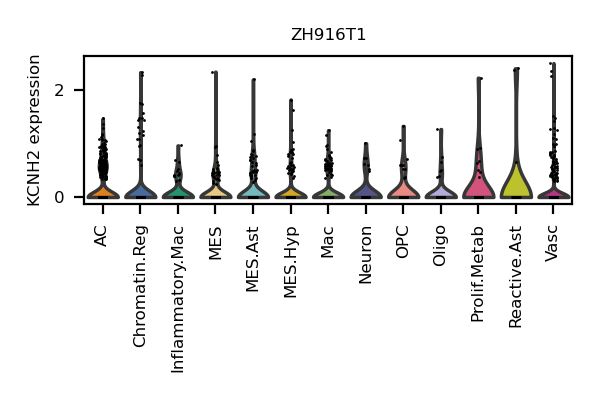 ZH916T1
KCNH2 expression
2
0
AC
Chromatin.Reg
Inflammatory.Mac
MES
MES.Ast
MES.Hyp
Mac
Neuron
OPC
Oligo
Prolif.Metab
Reactive.Ast
Vasc